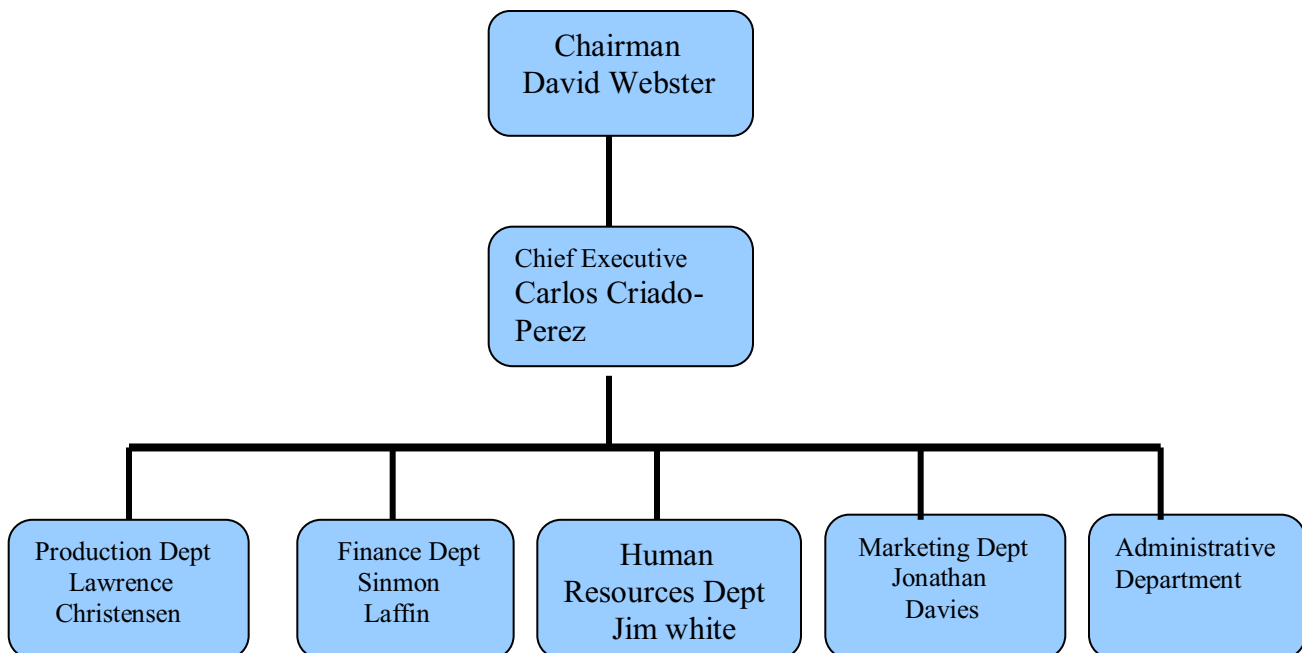 Chairman
David Webster
Chief Executive
Carlos Criado-
Perez
Production Dept
Lawrence
Christensen
Finance Dept
Sinmon
Laffin
Human
Resources Dept
Jim white
Marketing Dept
Jonathan
Davies
Administrative
Department